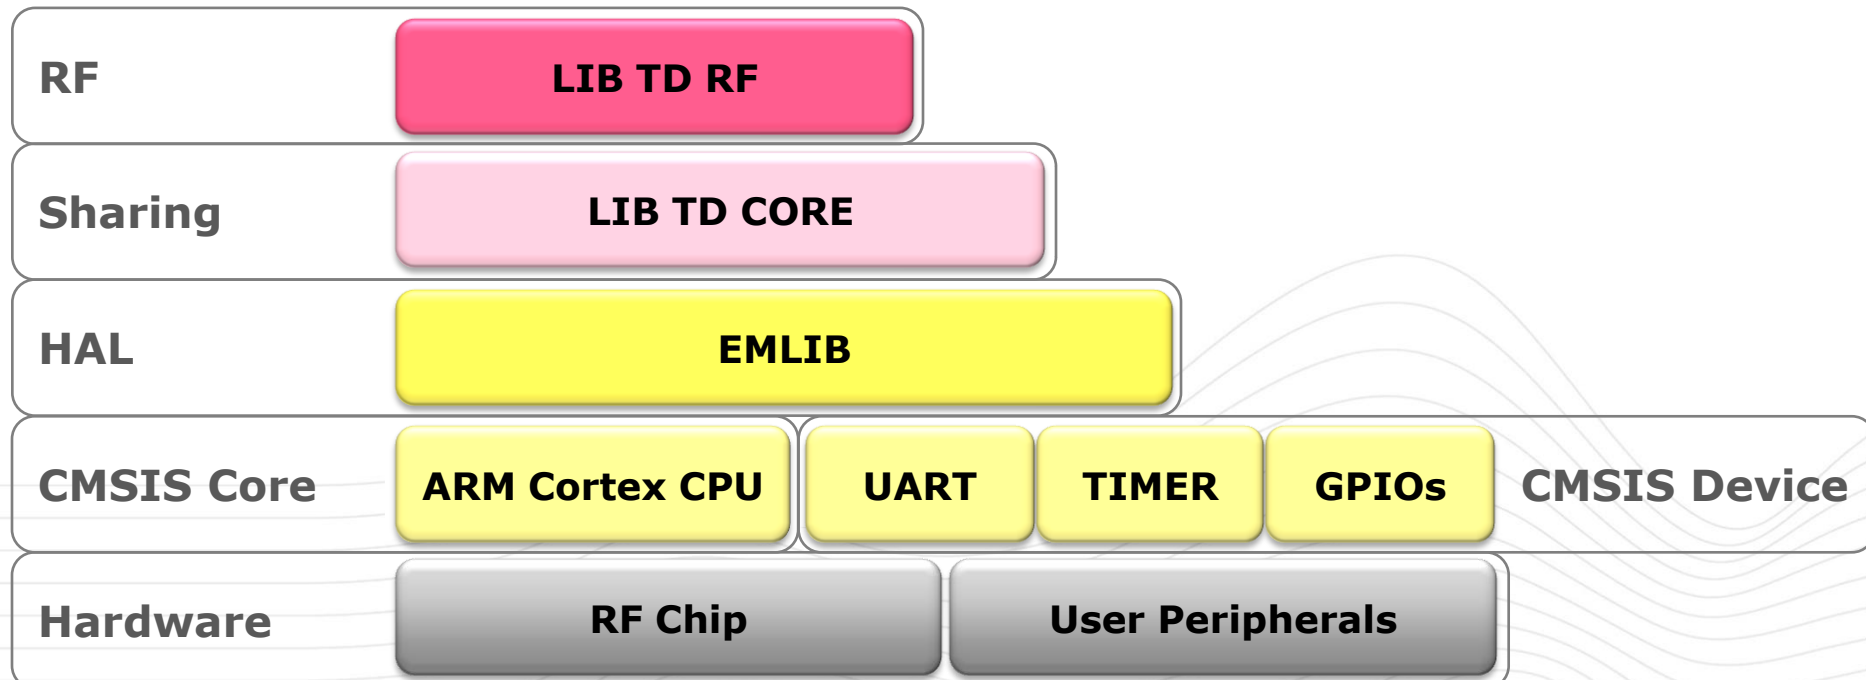 RF
LIB TD RF
Sharing
LIB TD CORE
HAL
EMLIB
CMSIS Core
ARM Cortex CPU
UART
TIMER
GPIOs
CMSIS Device
Hardware
RF Chip
User Peripherals